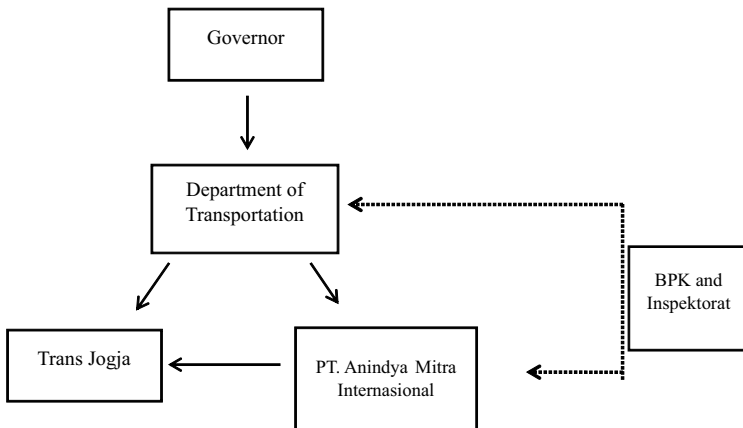 Governor
Department of
Transportation
BPK and
Inspektorat
Trans Jogja
PT. Anindya Mitra
Internasional